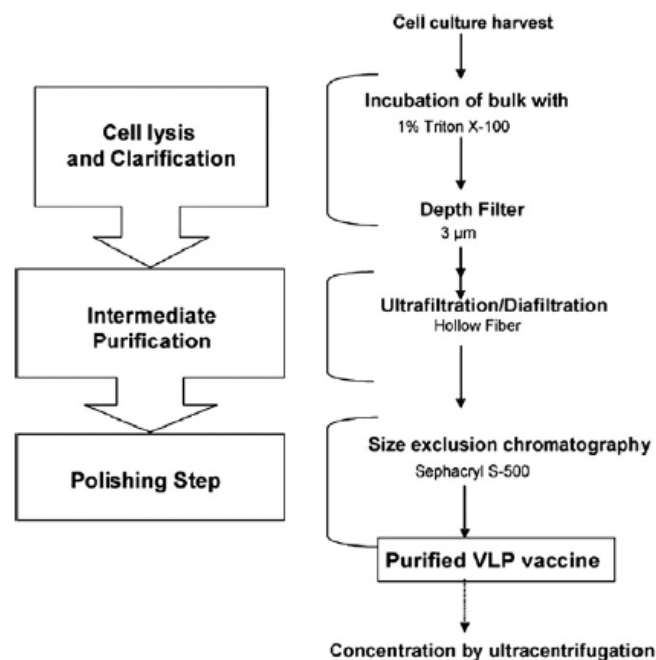 Cell culture harvest
Cell lysis
and Clarification
Incubation of bulk with
1% Triton X-100
Depth Filter
3 µm
Intermediate
Purification
Ultrafiltration/Diafiltration
Hollow Fiber
Polishing Step
Size exclusion chromatography
Sephacryl S-500
Purified VLP vaccine
Concentration by ultracentrifugation